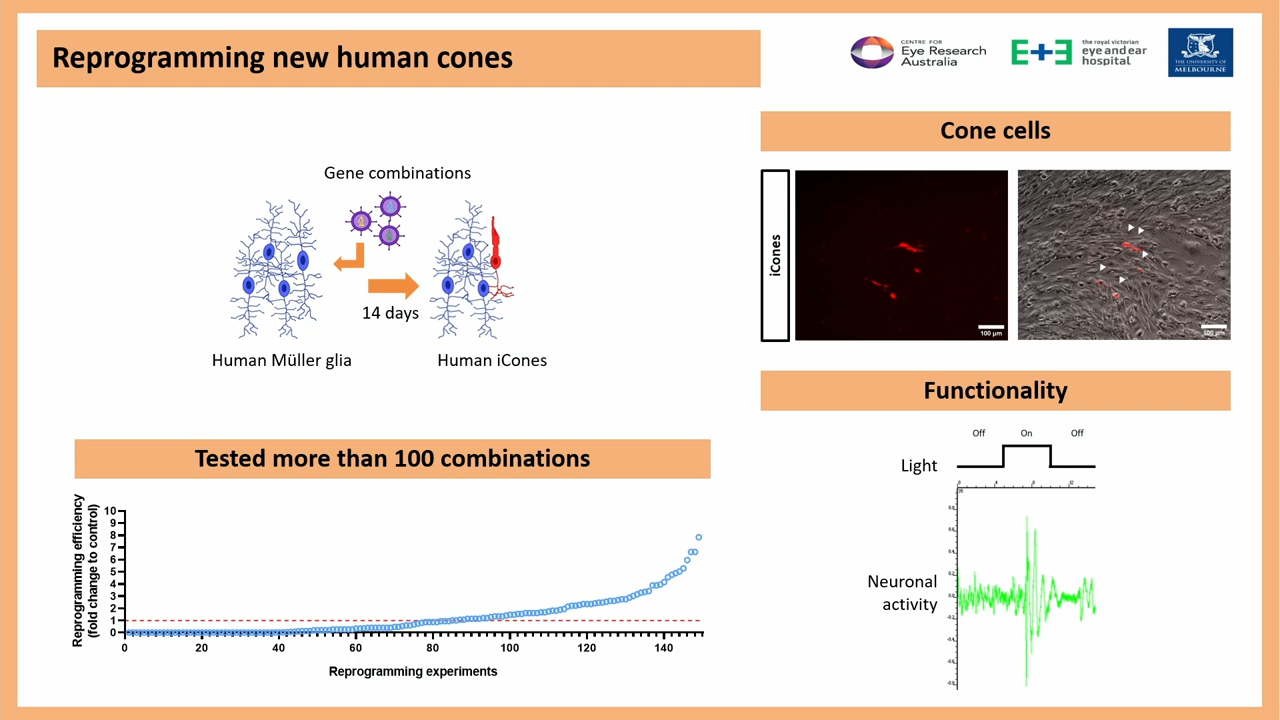 Reprogramming new human cones
CENTRE FOR
Eye Research
Australia
E+E
the royal victorian
eye and ear
hospital
THE UNIVERSITY OF
MELBOURNE
Gene combinations
14 days
Human Müller glia
Human iCones
Cone cells
iCones
100 µm
100 µm
Functionality
Off
On
Off
Light
Neuronal
activity
Tested more than 100 combinations
Reprogramming efficiency
(fold change to control)
10
9
8
7
6
5
4
3
2
1
0
0
20
40
60
80
100
120
140
Reprogramming experiments